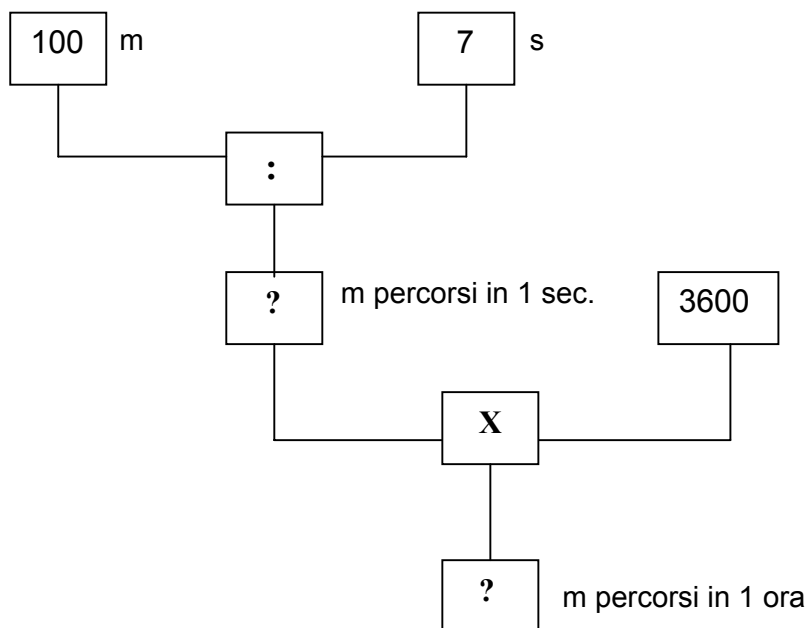 100 m 7 s
:
? m percorsi in 1 sec. 3600
X
? m percorsi in 1 ora